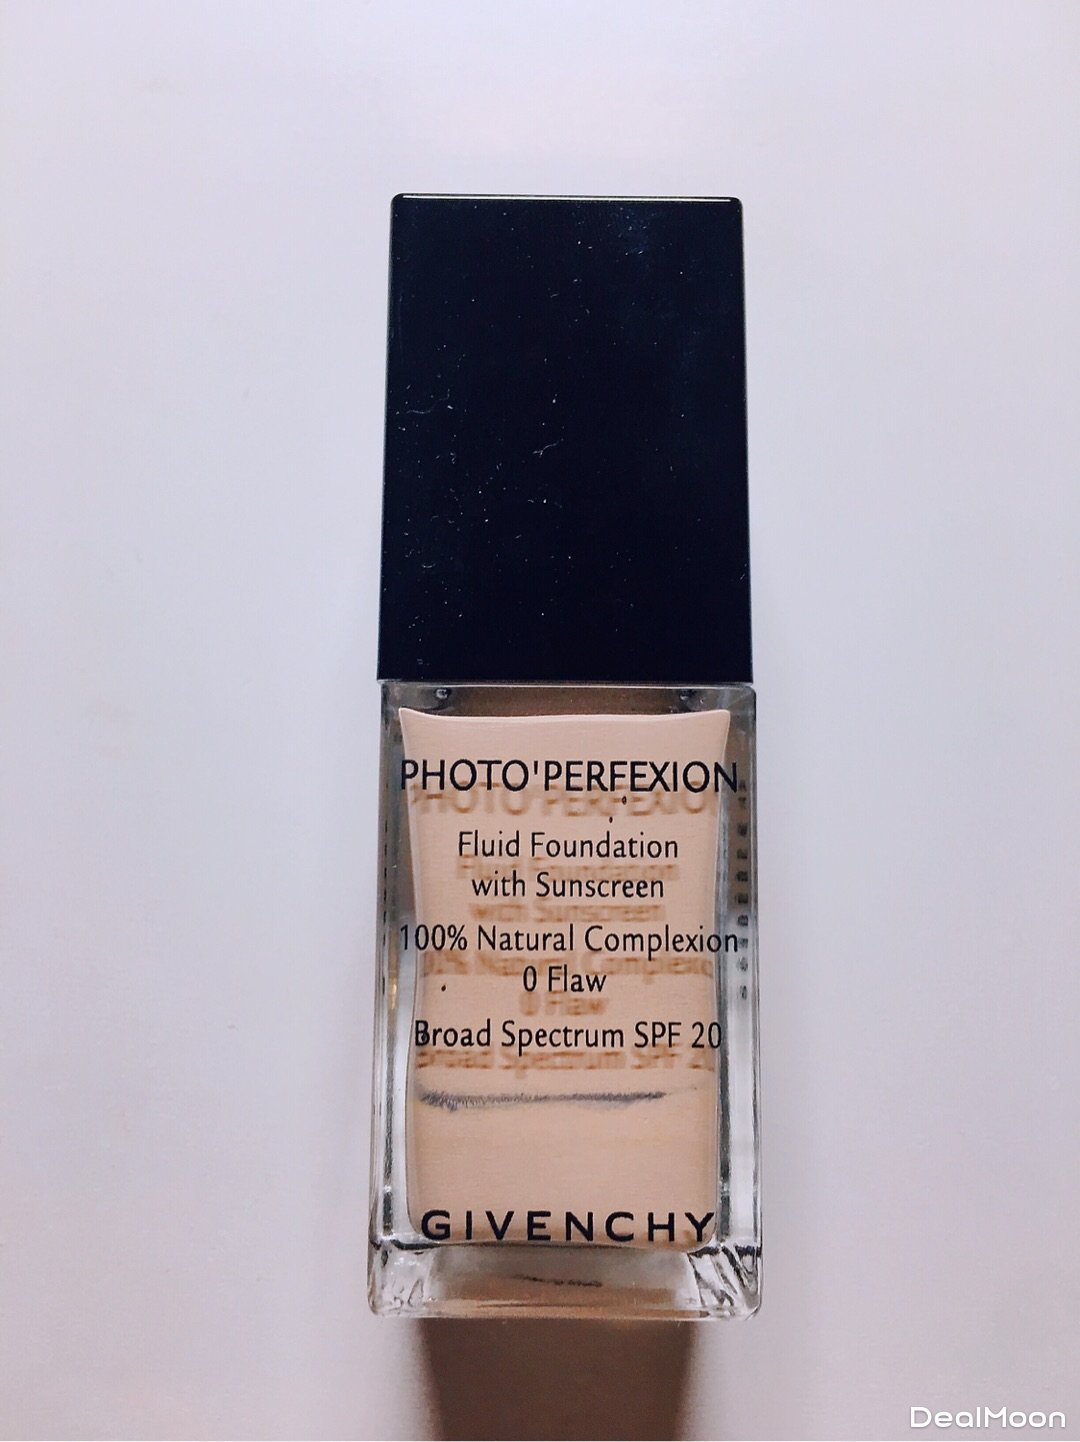 PHOTO'PERFEXION
Fluid Foundation
with Sunscreen
100% Natural Complexion
0 Flaw
Broad Spectrum SPF 20
GIVENCHY
DealMoon